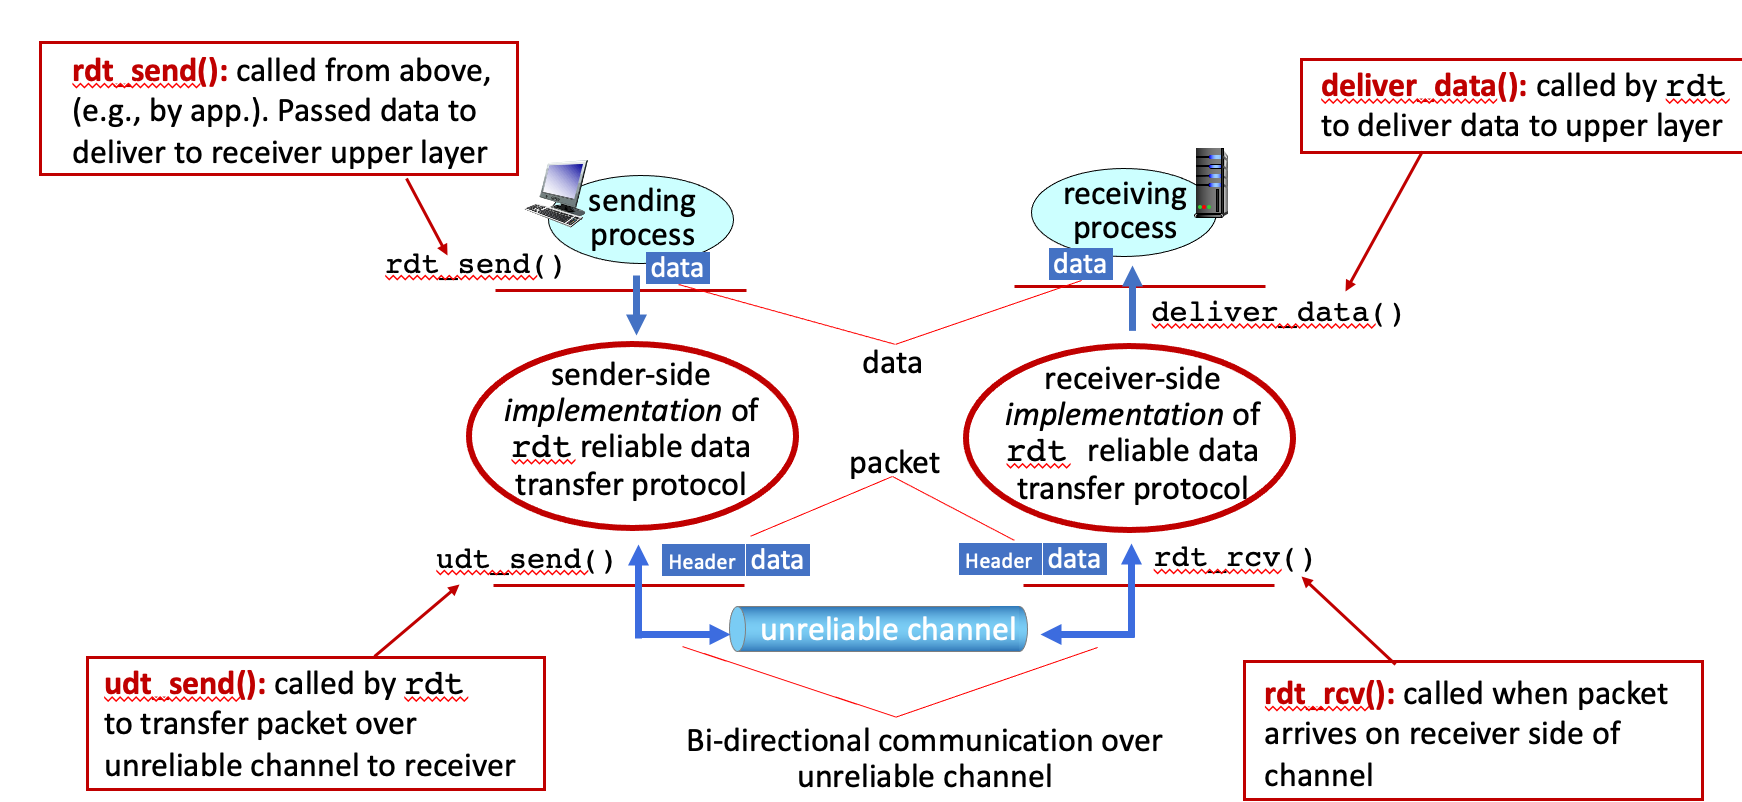 rdt_send(): called from above,
(e.g., by app.). Passed data to
deliver to receiver upper layer
deliver_data(): called by rdt
to deliver data to upper layer
sending
process
receiving
process
rdt_send()
data
data
deliver_data()
data
sender-side
implementation of
rdt reliable data
transfer protocol
receiver-side
implementation of
rdt reliable data
transfer protocol
packet
udt_send()
Header data
Header data
rdt_rcv()
unreliable channel
udt_send(): called by rdt
to transfer packet over
unreliable channel to receiver
Bi-directional communication over
unreliable channel
rdt_rcv(): called when packet
arrives on receiver side of
channel